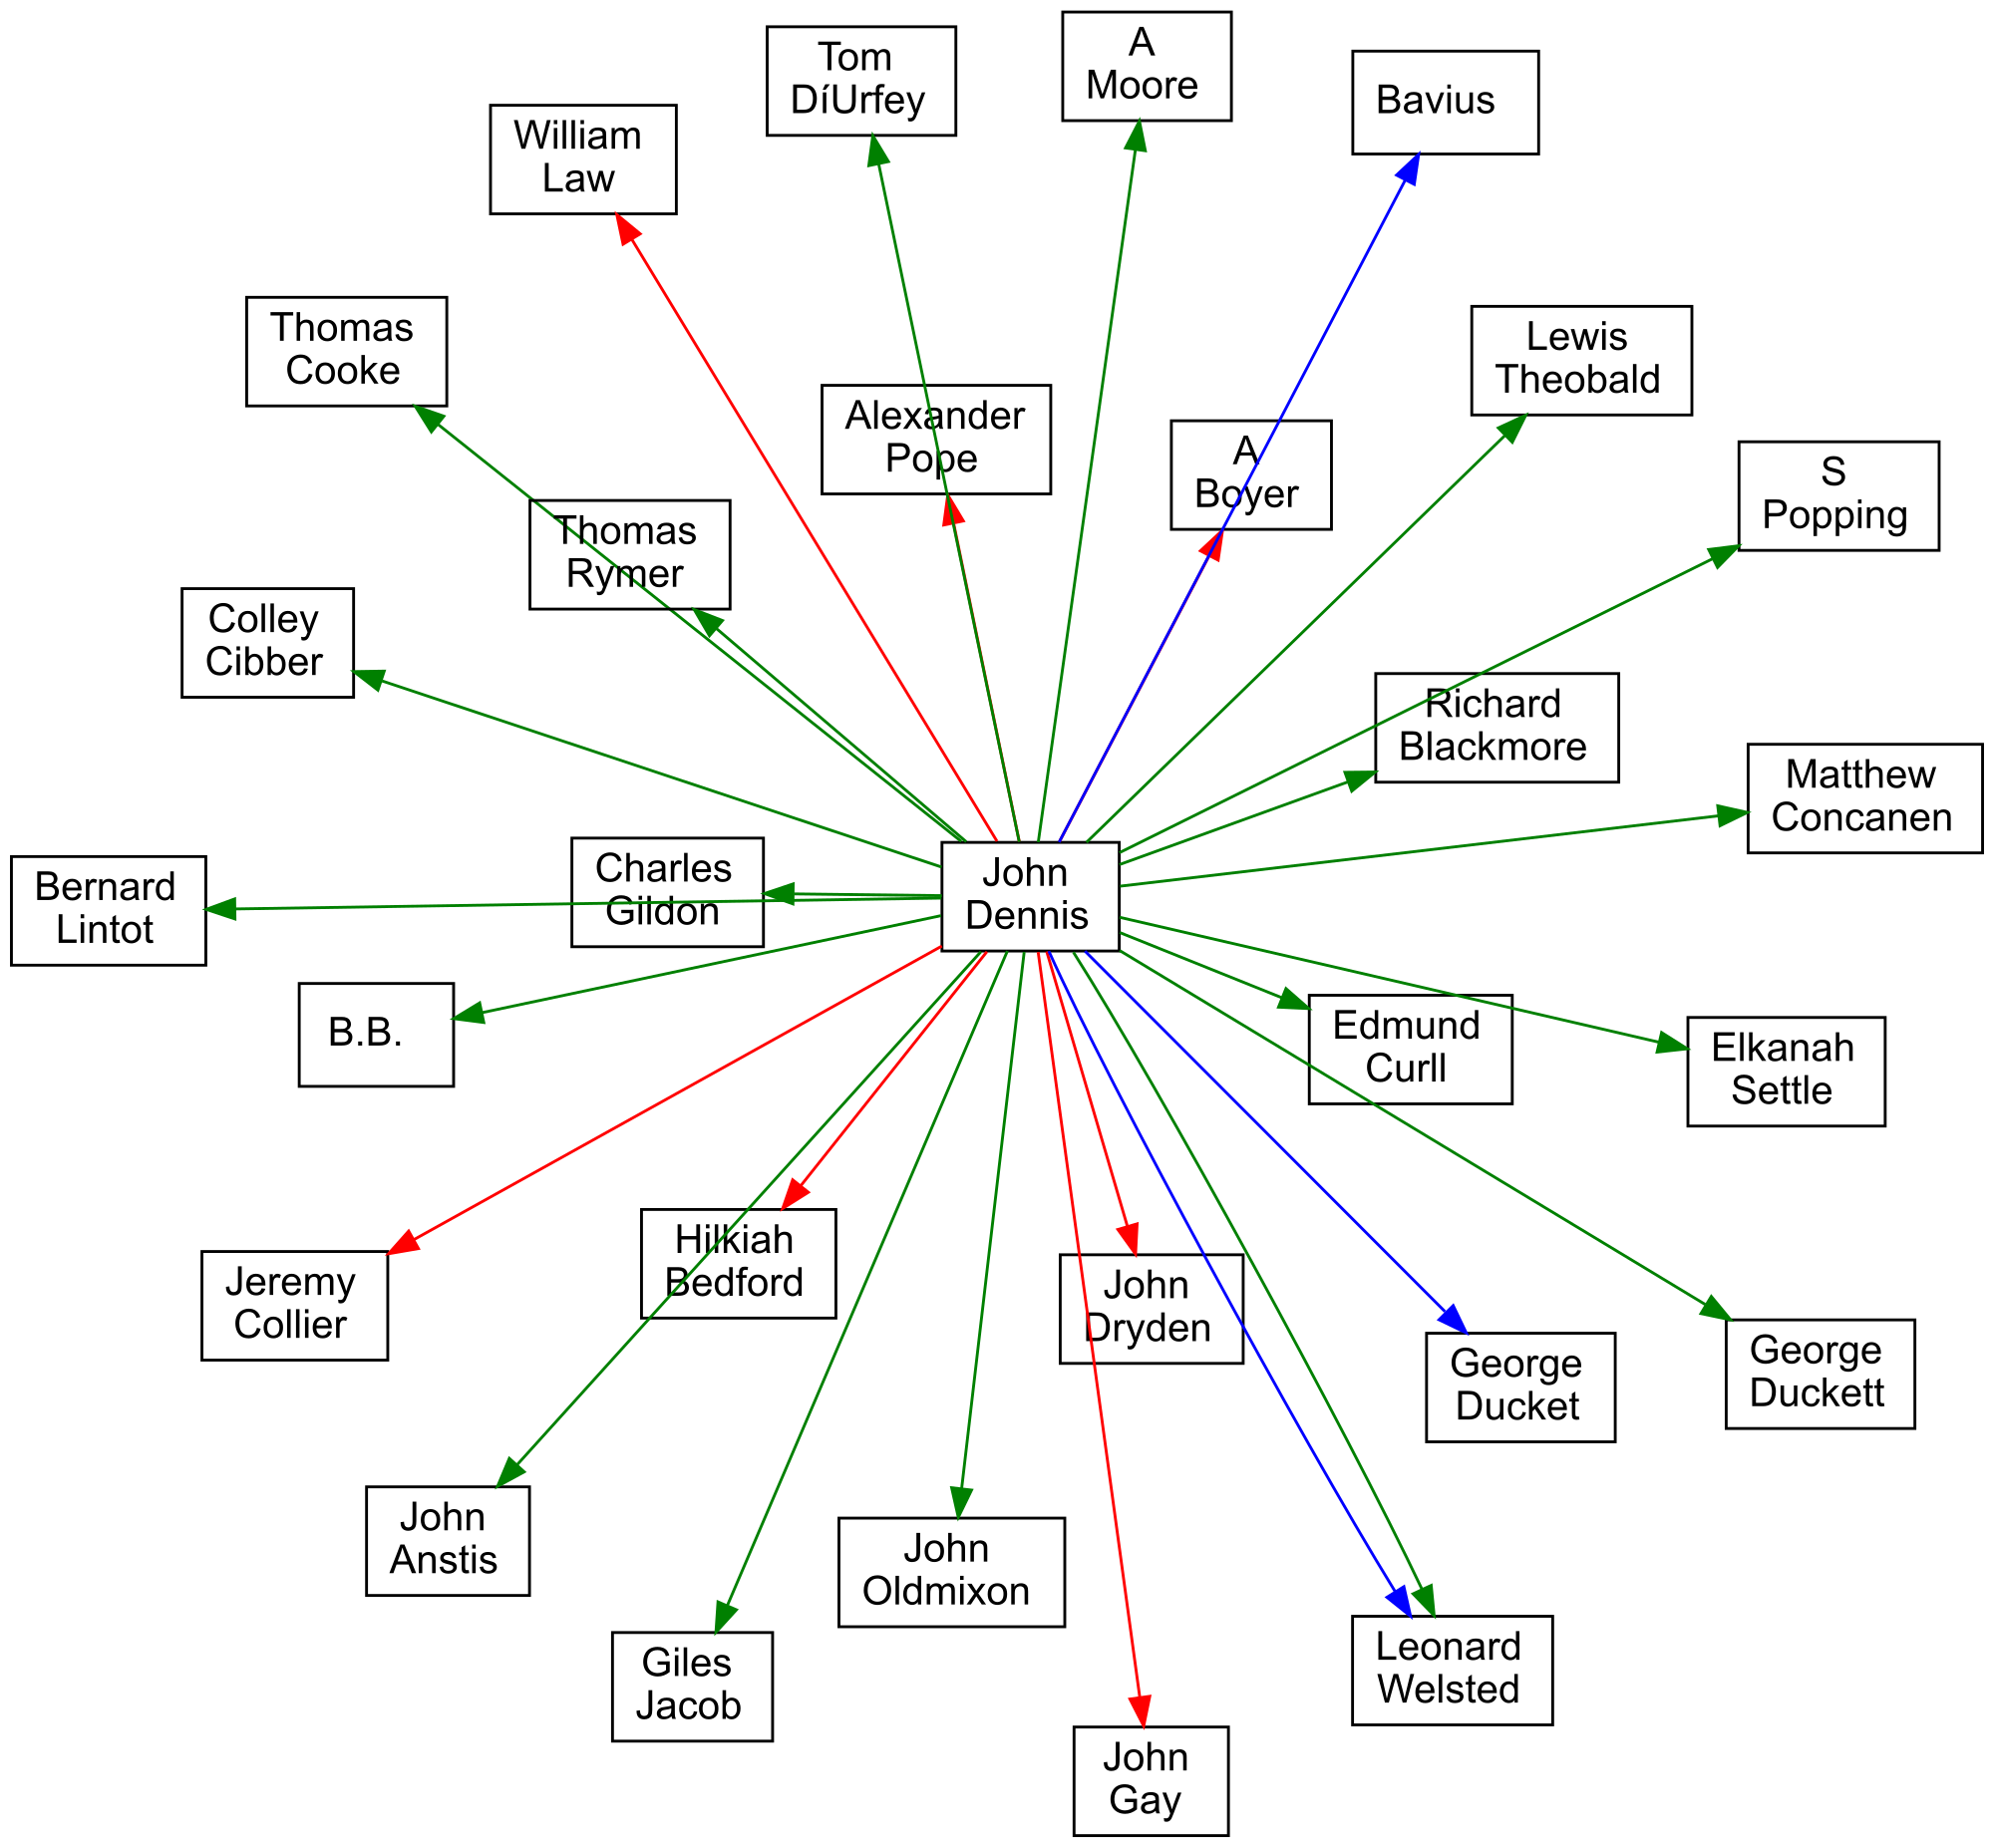 A
Moore
Tom
DíUrfey
Bavius
William
Law
Thomas
Cooke
Lewis
Theobald
Alexander
Pope
A
Boyer
S
Popping
Thomas
Rymer
Colley
Cibber
Richard
Blackmore
Matthew
Concanen
Bernard
Lintot
Charles
Gildon
John
Dennis
B.B.
Edmund
Curll
Elkanah
Settle
Jeremy
Collier
Hilkiah
Bedford
John
Dryden
George
Ducket
George
Duckett
John
Anstis
John
Oldmixon
Giles
Jacob
Leonard
Welsted
John
Gay